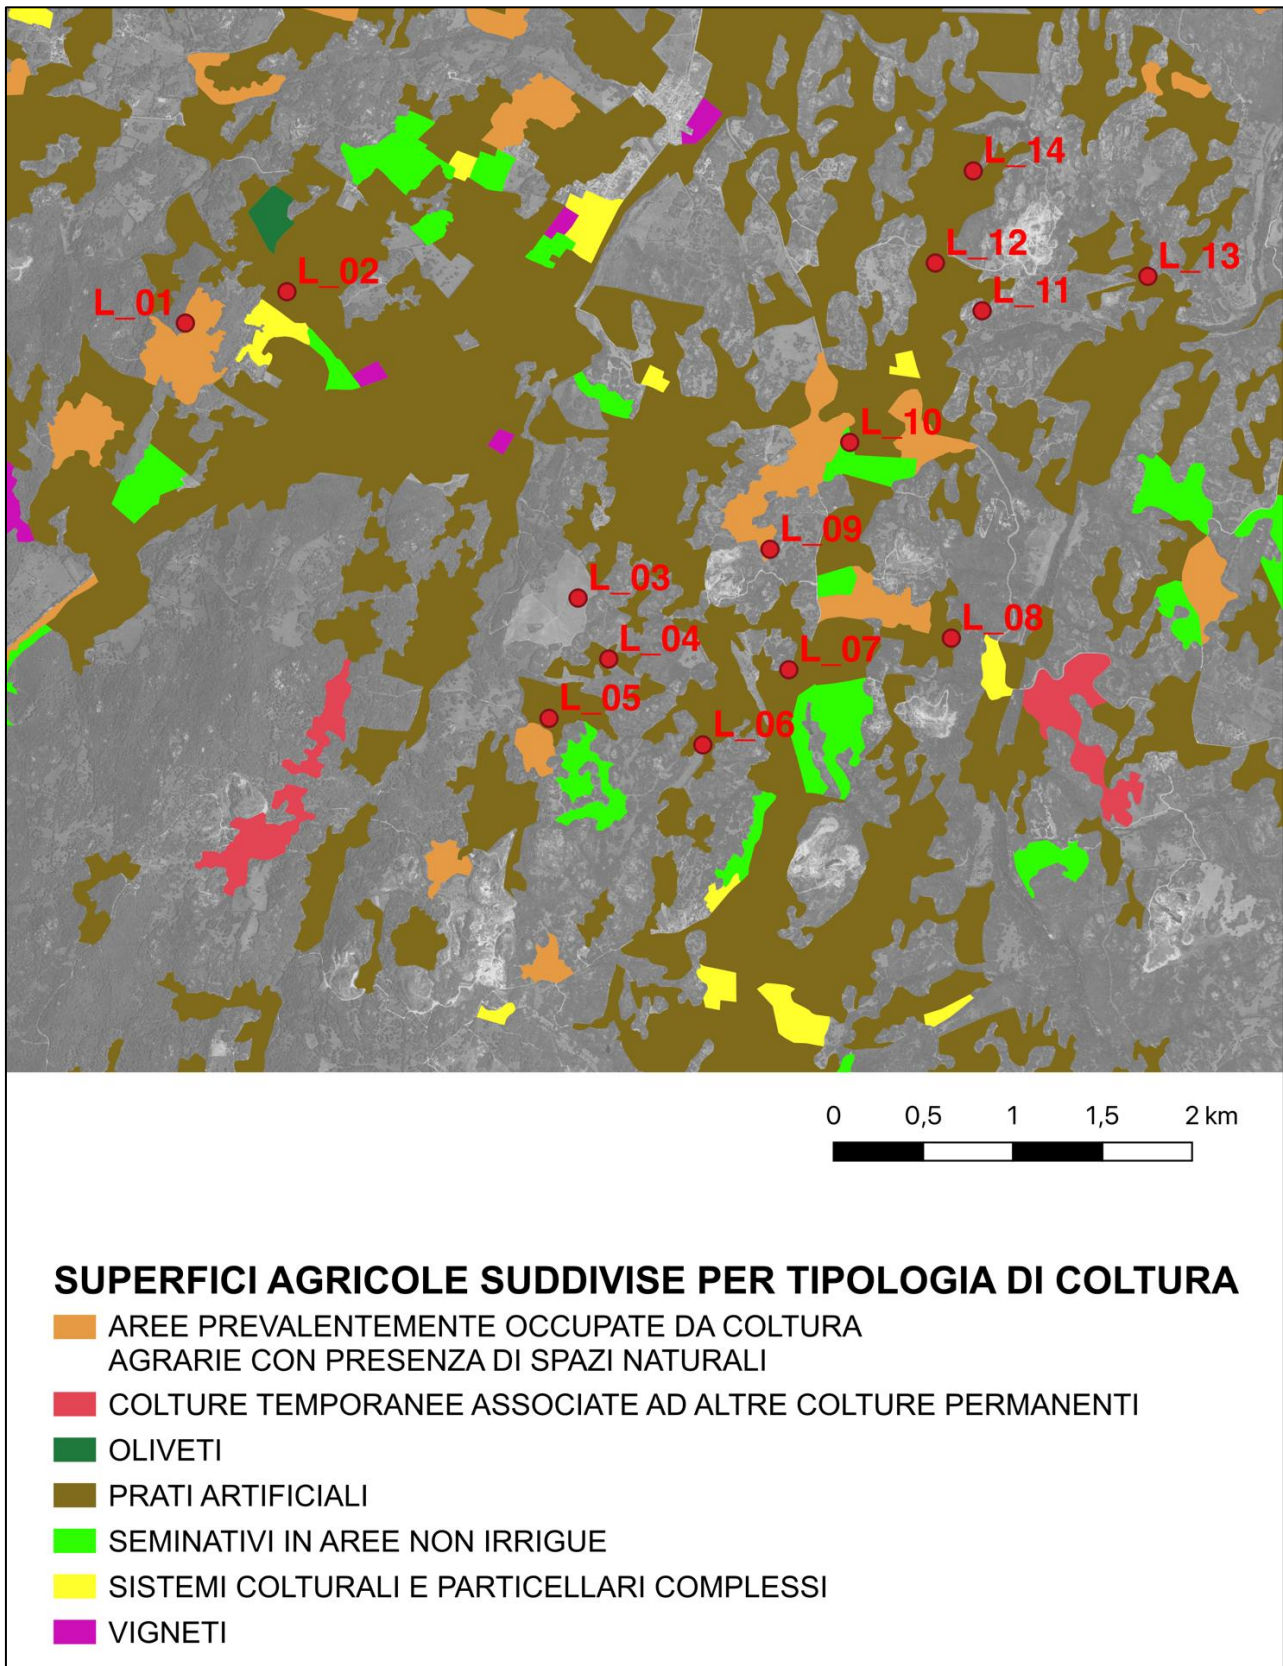 L_14
L_12
L_13
L_02
L_11
L_01
L_10
L_09
L_03
L_08
L_04
L_07
L_05
L_06
0 0,5 1 1,5 2 km
SUPERFICI AGRICOLE SUDDIVISE PER TIPOLOGIA DI COLTURA
AREE PREVALENTEMENTE OCCUPATE DA COLTURA
AGRARIE CON PRESENZA DI SPAZI NATURALI
COLTURE TEMPORANEE ASSOCIATE AD ALTRE COLTURE PERMANENTI
OLIVETI
PRATI ARTIFICIALI
SEMINATIVI IN AREE NON IRRIGUE
SISTEMI COLTURALI E PARTICELLARI COMPLESSI
VIGNETI